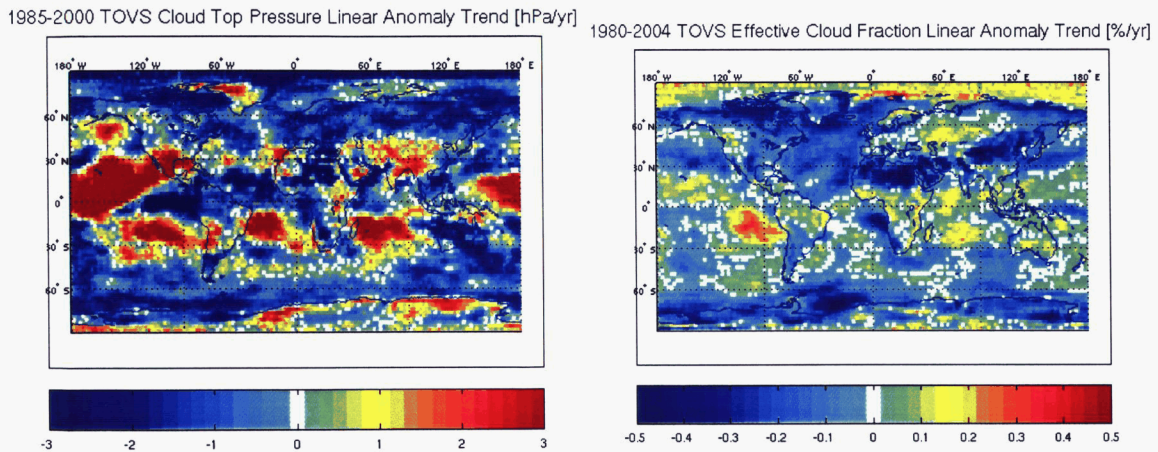 1985-2000 TOVS Cloud Top Pressure Linear Anomaly Trend [hPa/yr]
180° W 120° W 60° W 0° 60° E 120° E 180° E
60° N
30° N
0°
30° S
60° S
-3 -2 -1 0 1 2 3
1980-2004 TOVS Effective Cloud Fraction Linear Anomaly Trend [%/yr]
180° W 120° W 60° W 0° 60° E 120° E 180° E
60° N
30° N
0°
30° S
60° S
-0.5 -0.4 -0.3 -0.2 -0.1 0 0.1 0.2 0.3 0.4 0.5